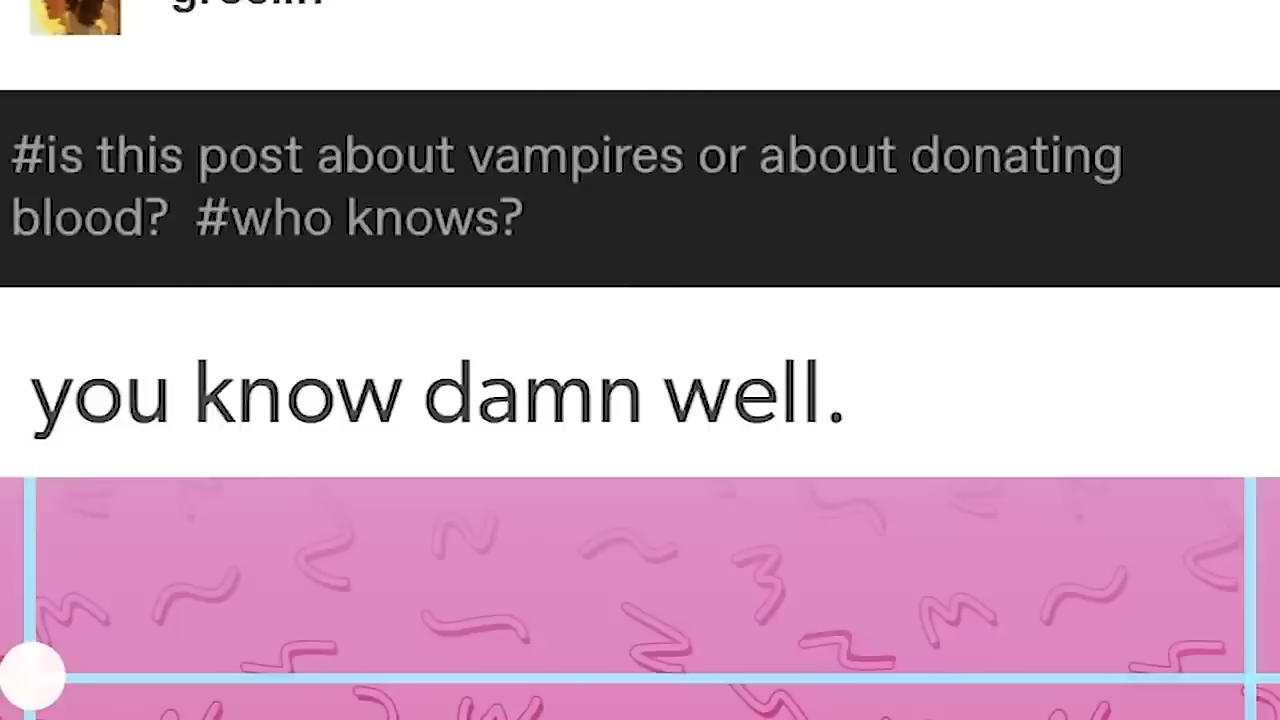 #is this post about vampires or about donating
blood?  #who knows?
you know damn well.